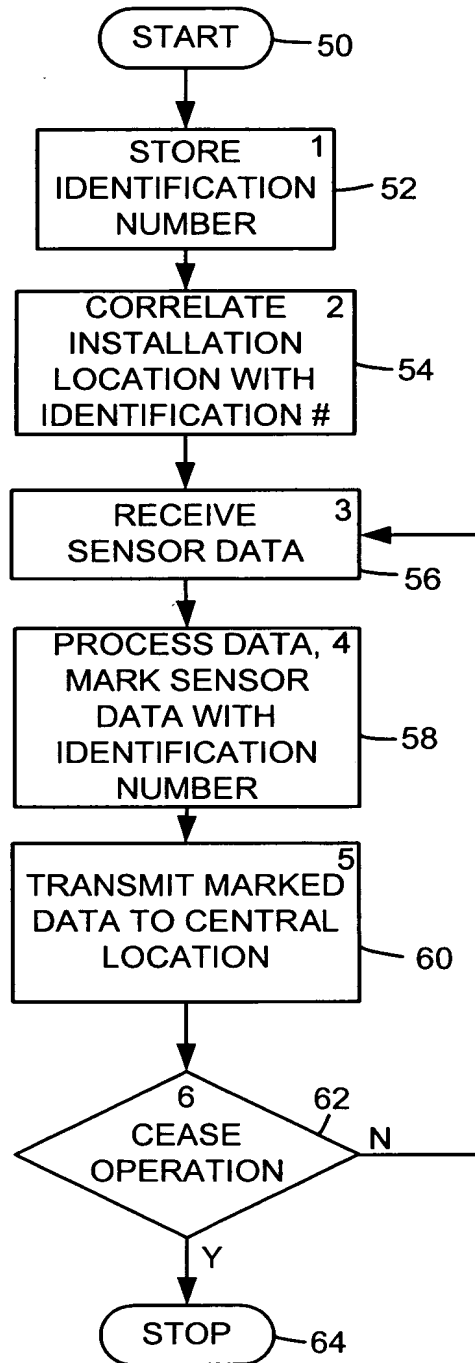 START
50
1
STORE
IDENTIFICATION
NUMBER
52
2
CORRELATE
INSTALLATION
LOCATION WITH
IDENTIFICATION #
54
3
RECEIVE
SENSOR DATA
56
PROCESS DATA, 4
MARK SENSOR
DATA WITH
IDENTIFICATION
NUMBER
58
5
TRANSMIT MARKED
DATA TO CENTRAL
LOCATION
60
6
CEASE
OPERATION
62
N
Y
STOP
64